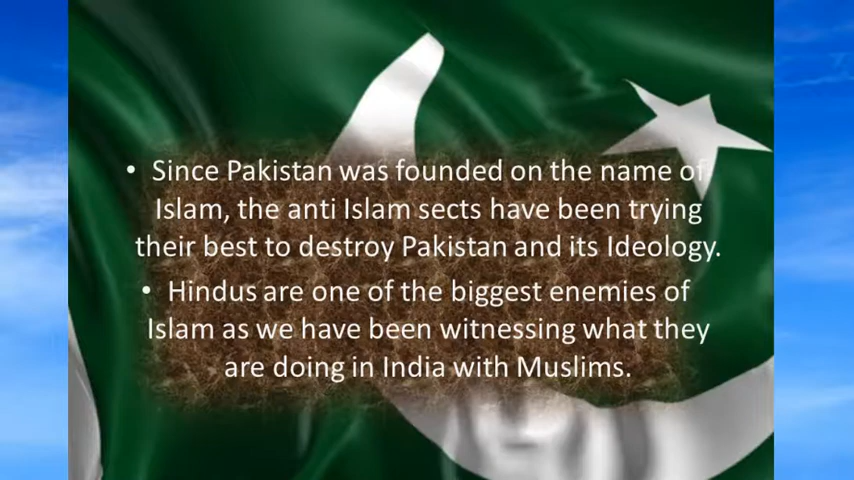 • Since Pakistan was founded on the name of
Islam, the anti Islam sects have been trying
their best to destroy Pakistan and its Ideology.
• Hindus are one of the biggest enemies of
Islam as we have been witnessing what they
are doing in India with Muslims.